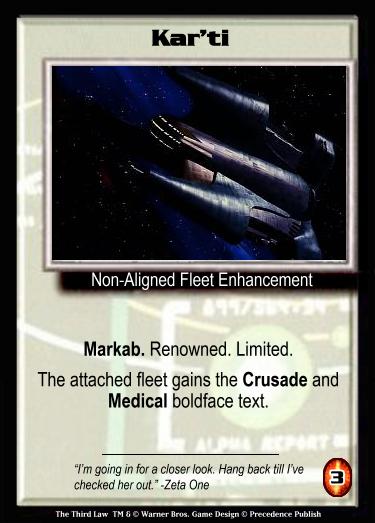 Kar'ti
Non-Aligned Fleet Enhancement
Markab. Renowned. Limited.
The attached fleet gains the Crusade and
Medical boldface text.
ALPHA REPORT
"I'm going in for a closer look. Hang back till I've
checked her out." -Zeta One
3
The Third Law TM & © Warner Bros. Game Design © Precedence Publish